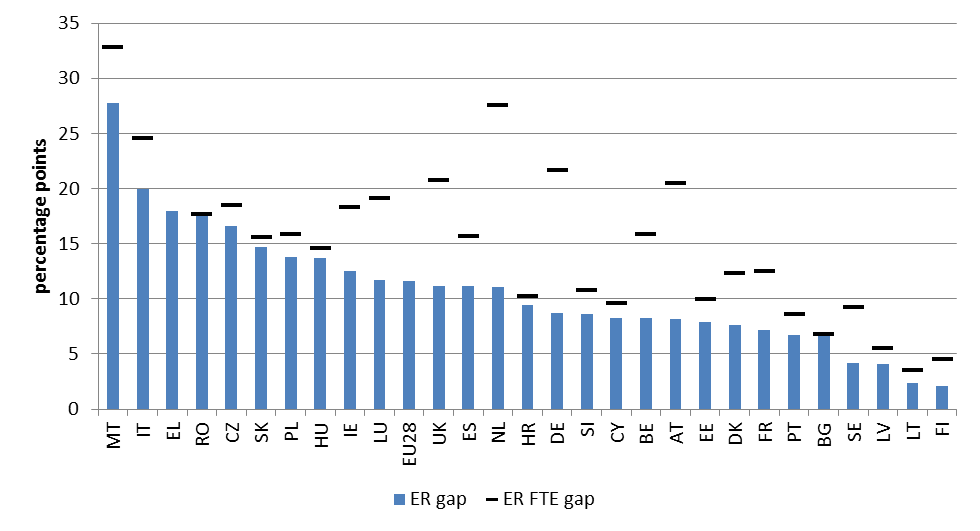 percentage points
35
30
25
20
15
10
5
0
MT IT EL RO CZ SK PL HU IE LU EU28 UK ES NL HR DE SI CY BE AT EE DK FR PT BG SE LV LT FI
ER gap ER FTE gap